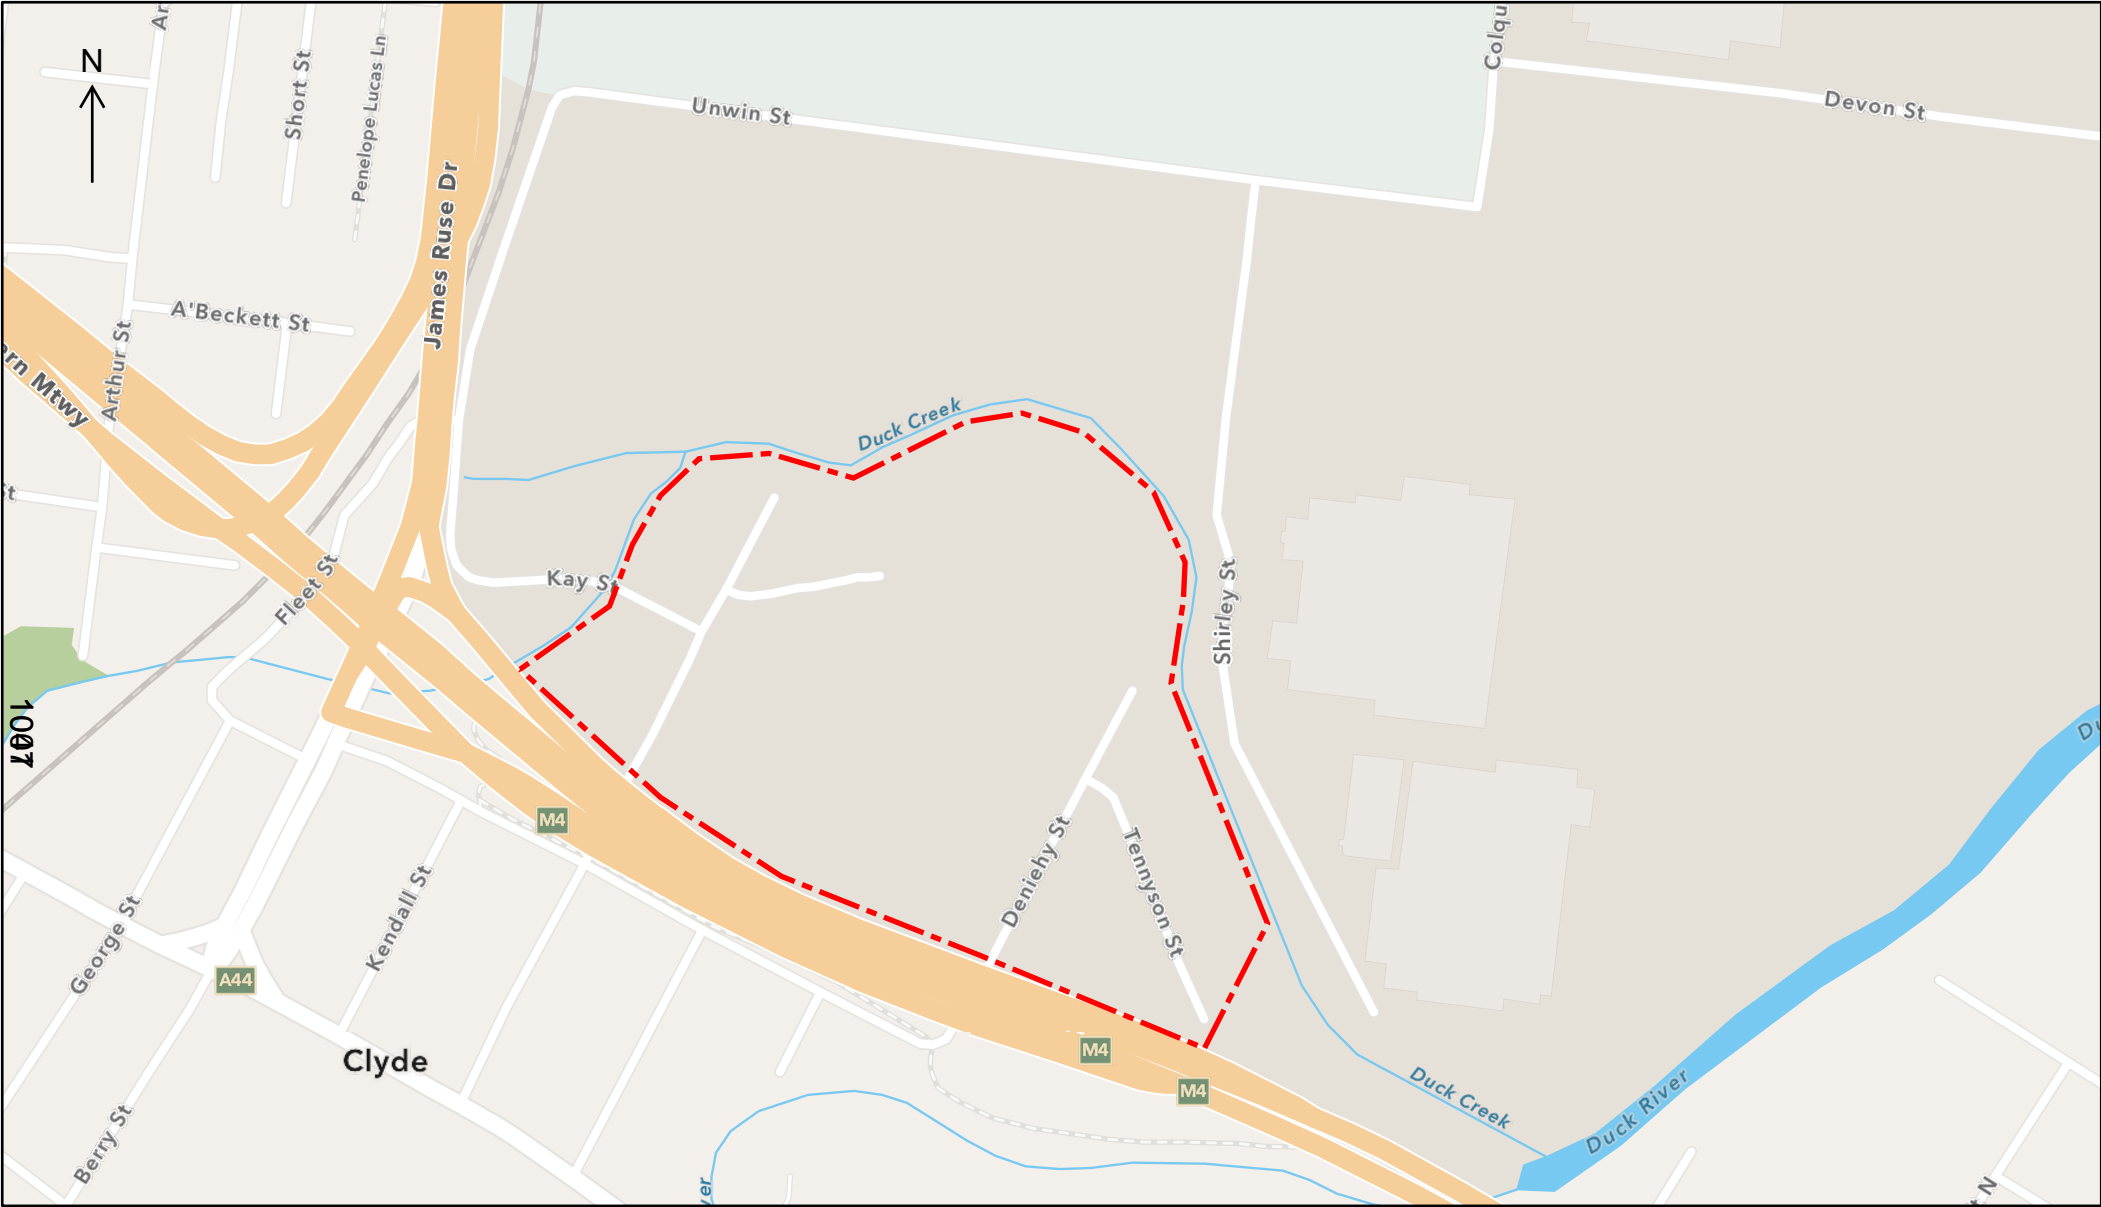 N
Short St
Penelope Lucas Ln
James Ruse Dr
Unwin St
Devon St
A'Beckett St
Arthur St
Mtwy
Duck Creek
Fleet St
Kay St
Shirley St
M4
Deniehy St
Tennyson St
George St
Kendall St
A44
Clyde
M4
M4
Duck Creek
Duck River
Berry St